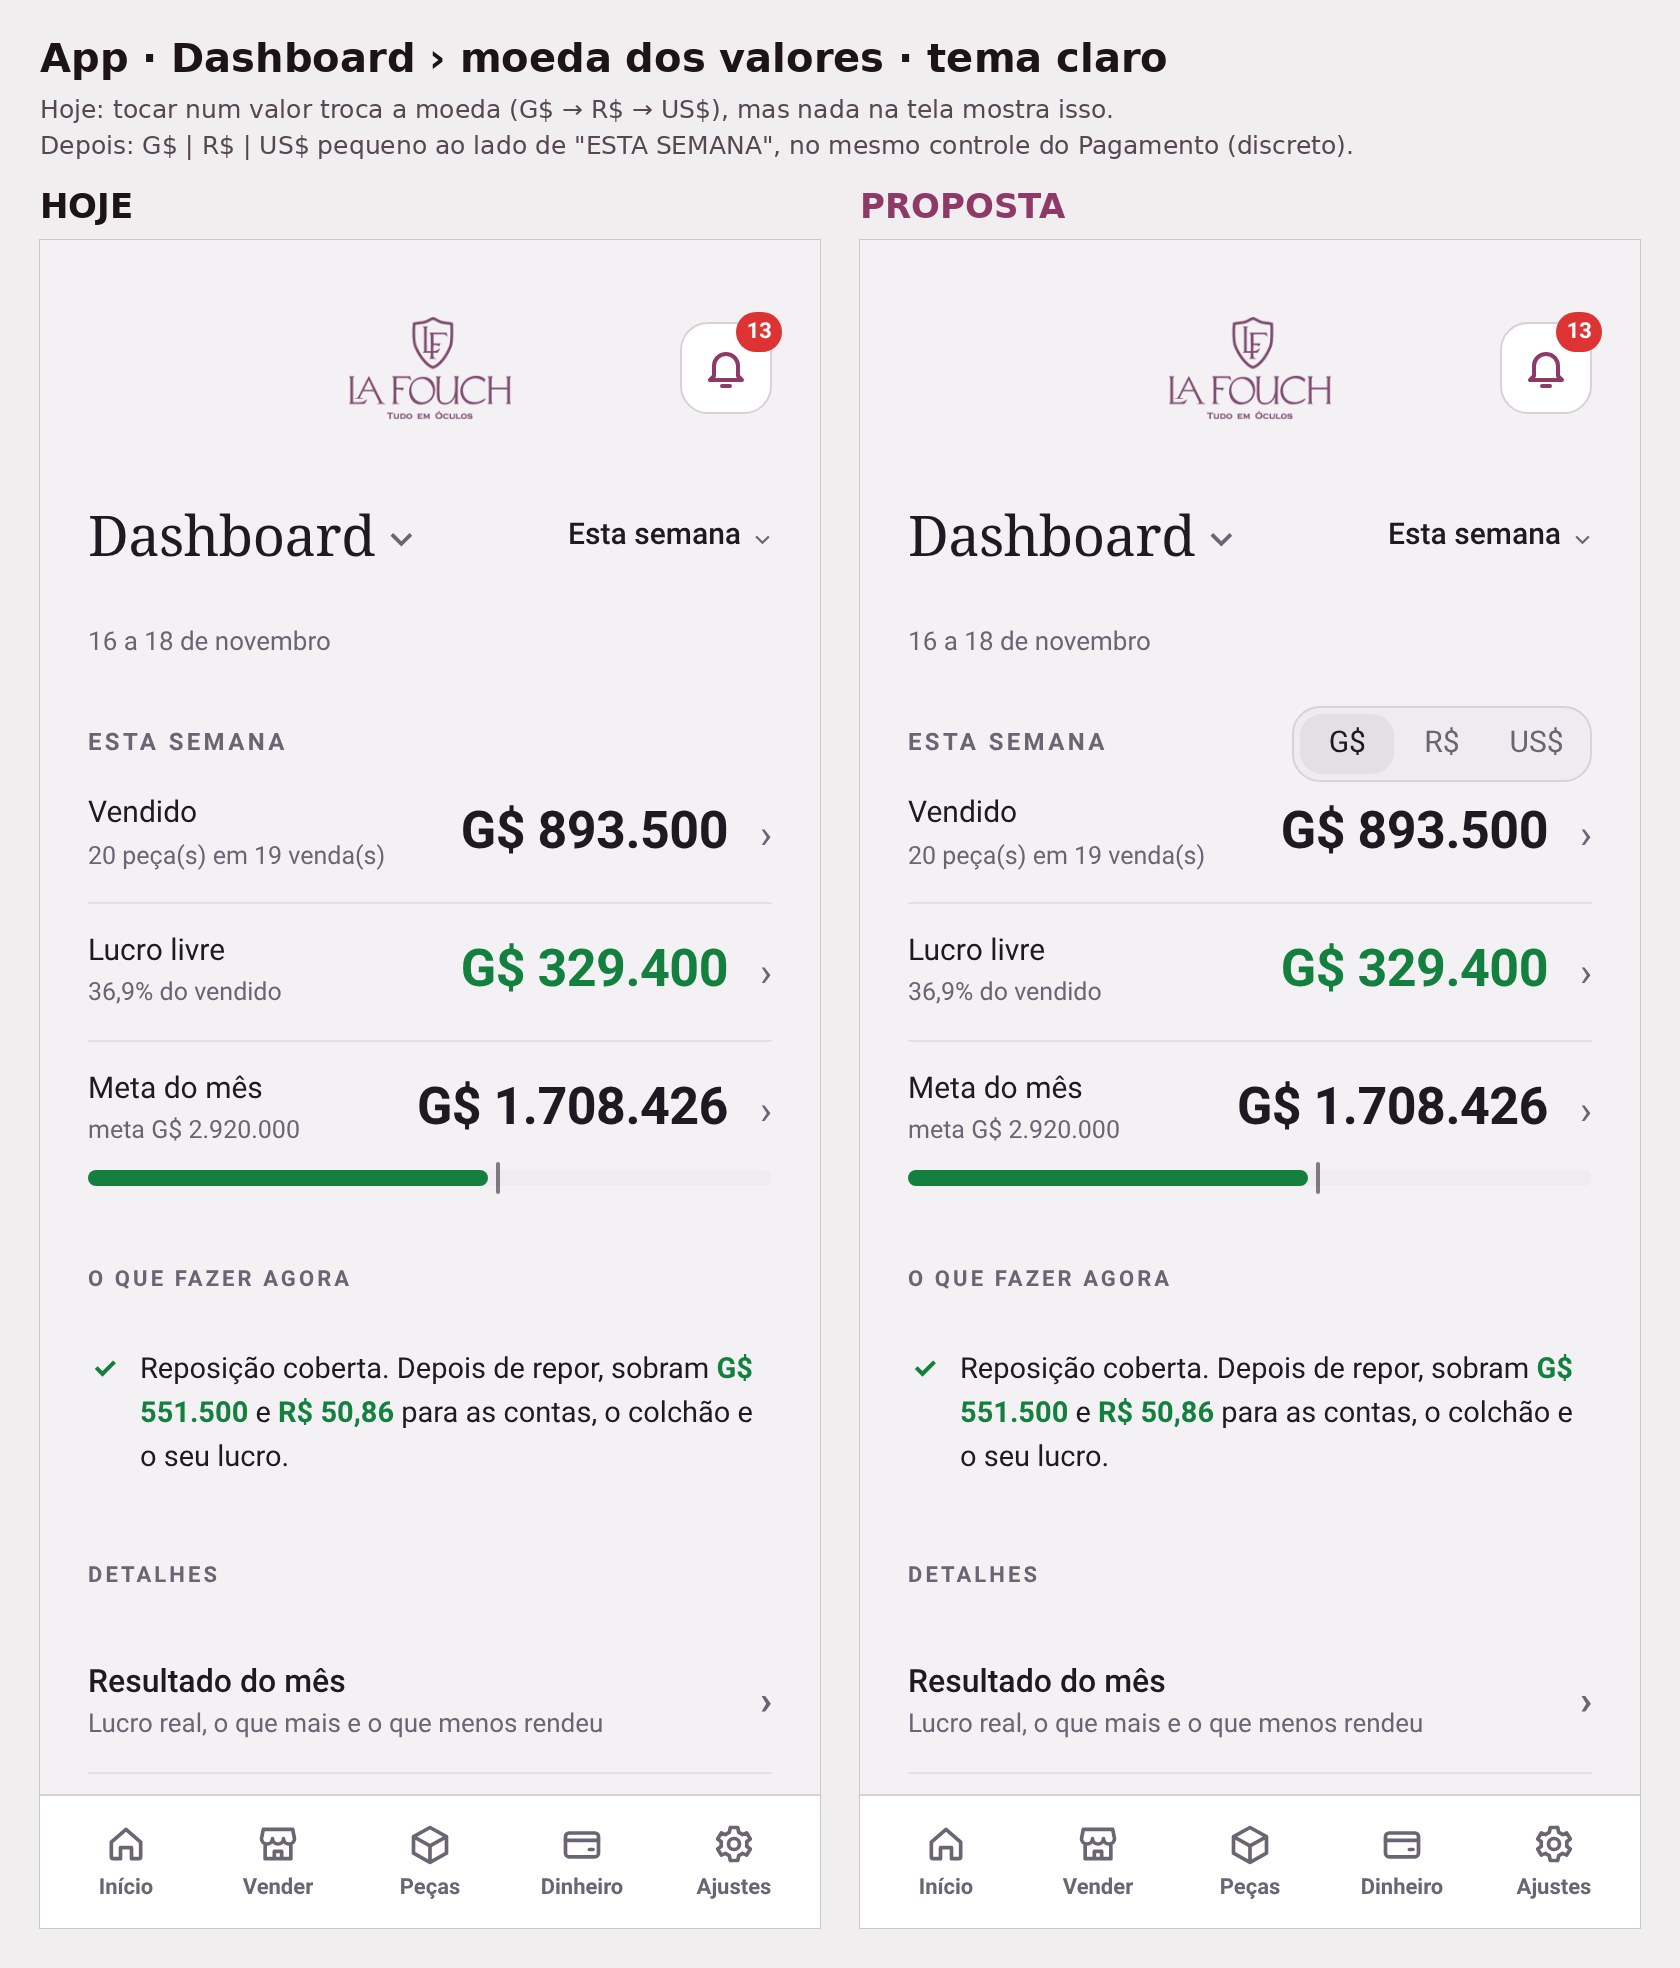 App · Dashboard › moeda dos valores · tema claro
Hoje: tocar num valor troca a moeda (G$ → R$ → US$), mas nada na tela mostra isso.
Depois: G$ | R$ | US$ pequeno ao lado de "ESTA SEMANA", no mesmo controle do Pagamento (discreto).
HOJE
LF
LA FOUCH
TUDO EM ÓCULOS
13
Dashboard
Esta semana
16 a 18 de novembro
ESTA SEMANA
Vendido
20 peça(s) em 19 venda(s)
G$ 893.500 ›
Lucro livre
36,9% do vendido
G$ 329.400 ›
Meta do mês
meta G$ 2.920.000
G$ 1.708.426 ›
O QUE FAZER AGORA
Reposição coberta. Depois de repor, sobram G$
551.500 e R$ 50,86 para as contas, o colchão e
o seu lucro.
DETALHES
Resultado do mês
Lucro real, o que mais e o que menos rendeu
›
Início
Vender
Peças
Dinheiro
Ajustes
PROPOSTA
LF
LA FOUCH
TUDO EM ÓCULOS
13
Dashboard
Esta semana
16 a 18 de novembro
ESTA SEMANA
G$ R$ US$
Vendido
20 peça(s) em 19 venda(s)
G$ 893.500 ›
Lucro livre
36,9% do vendido
G$ 329.400 ›
Meta do mês
meta G$ 2.920.000
G$ 1.708.426 ›
O QUE FAZER AGORA
Reposição coberta. Depois de repor, sobram G$
551.500 e R$ 50,86 para as contas, o colchão e
o seu lucro.
DETALHES
Resultado do mês
Lucro real, o que mais e o que menos rendeu
›
Início
Vender
Peças
Dinheiro
Ajustes